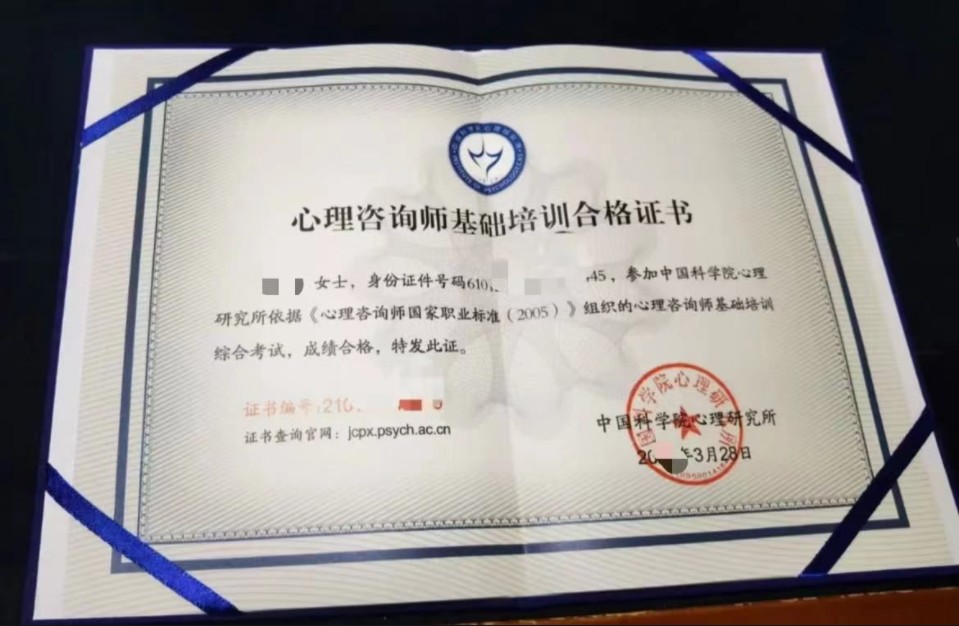 心理咨询师基础培训合格证书
女士，身份证件号码610 45，参加中国科学院心理
研究所依据《心理咨询师国家职业标准（2005）》组织的心理咨询师基础培训
综合考试，成绩合格，特发此证。
证书编号:210
证书查询官网：jcpx.psych.ac.cn
中国科学院心理研究所
20 年3月28日